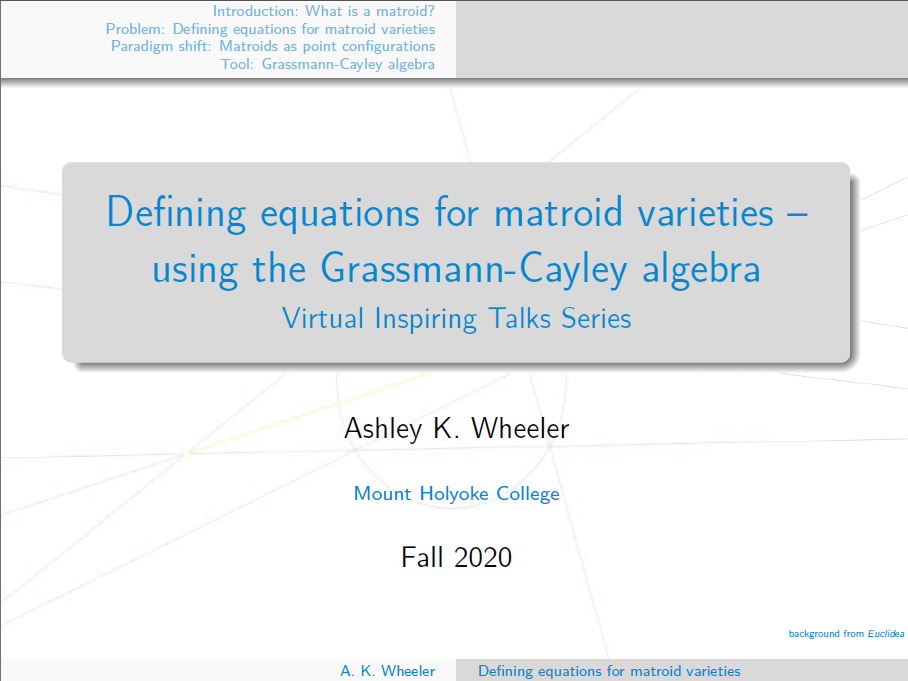 Introduction: What is a matroid?
Problem: Defining equations for matroid varieties
Paradigm shift: Matroids as point configurations
Tool: Grassmann-Cayley algebra
Defining equations for matroid varieties –
using the Grassmann-Cayley algebra
Virtual Inspiring Talks Series
Ashley K. Wheeler
Mount Holyoke College
Fall 2020
background from Euclidea
A. K. Wheeler
Defining equations for matroid varieties